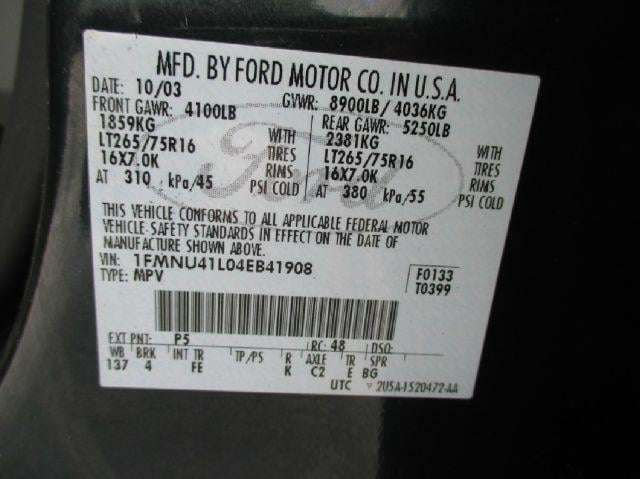 MFD. BY FORD MOTOR CO. IN U.S.A.
DATE: 10/03 GVWR: 8900LB/ 4036KG
FRONT GAWR: 4100LB REAR GAWR: 5250LB
1859KG WITH 2381KG WITH
LT265/75R16 TIRES LT265/75R16 TIRES
16X7.0K RIMS 16X7.0K RIMS
AT 310 kPa/45 PSI COLD AT 380 kPa/55 PSI COLD
THIS VEHICLE CONFORMS TO ALL APPLICABLE FEDERAL MOTOR
VEHICLE SAFETY STANDARDS IN EFFECT ON THE DATE OF
MANUFACTURE SHOWN ABOVE.
VIN: 1FMNU41L04EB41908 F0133
TYPE: MPV T0399
Ford
EXT PNT: P5 RC: 48 DSO:
WB BRK INT TR TP/PS R AXLE TR SPR
137 4 FE K C2 E BG
UTC ▽ 2U5A-1520472-AA